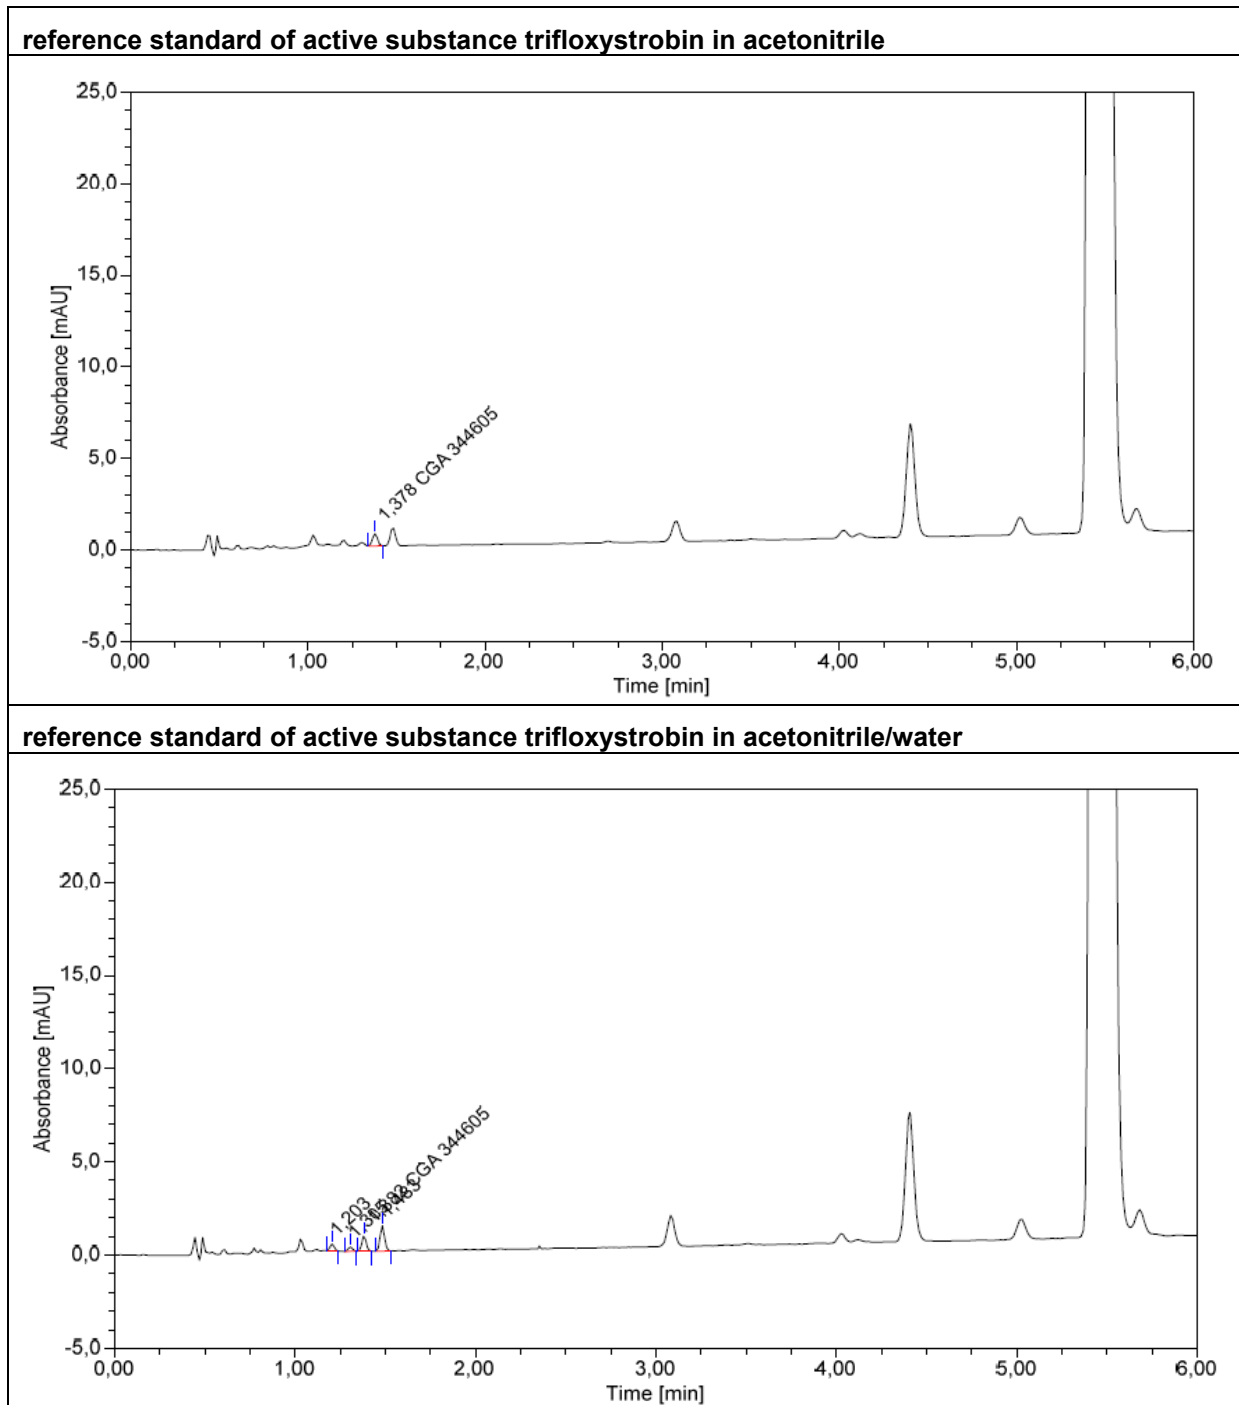 reference standard of active substance trifloxystrobin in acetonitrile
25,0
20,0
15,0
10,0
5,0
0,0
-5,0
Absorbance [mAU]
1,378 CGA 344605
0,00 1,00 2,00 3,00 4,00 5,00 6,00
Time [min]
reference standard of active substance trifloxystrobin in acetonitrile/water
25,0
20,0
15,0
10,0
5,0
0,0
-5,0
Absorbance [mAU]
1,203
CGA 344605
1,483
0,00 1,00 2,00 3,00 4,00 5,00 6,00
Time [min]